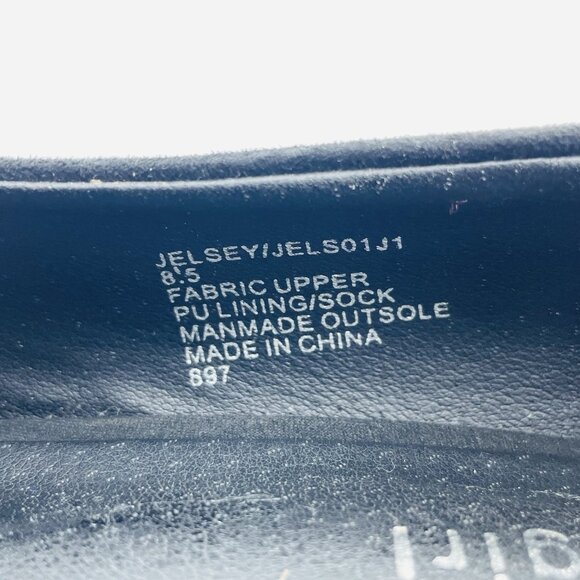 JELSEY/JELS01J1
8.5
FABRIC UPPER
PU LINING/SOCK
MANMADE OUTSOLE
MADE IN CHINA
897